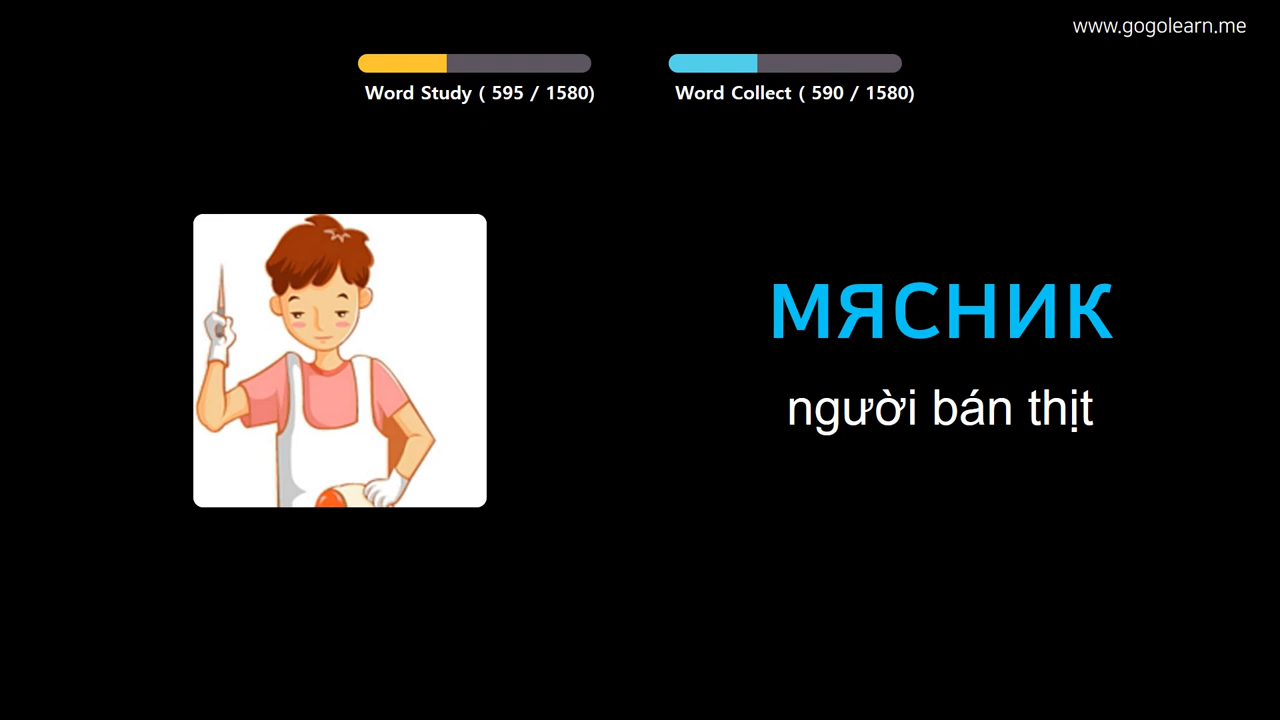 www.gogolearn.me
Word Study ( 595 / 1580)
Word Collect ( 590 / 1580)
мясник
người bán thịt